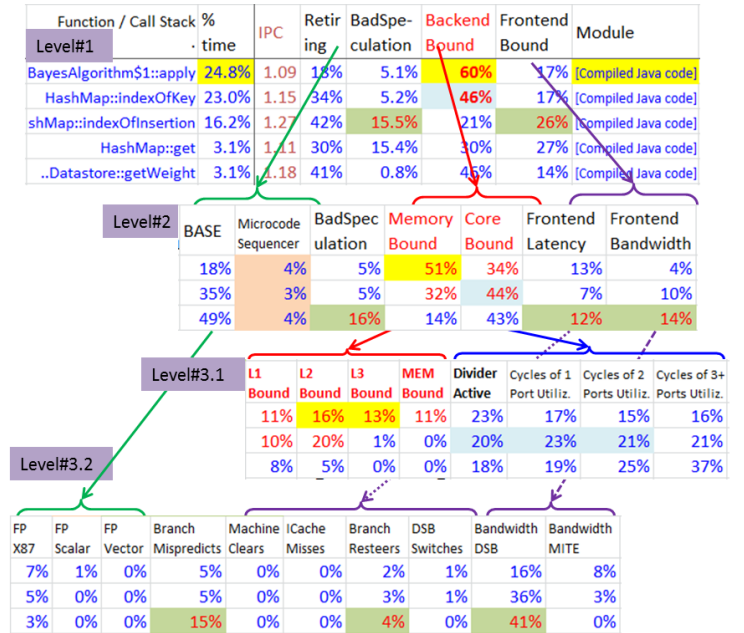 Function / Call Stack % time IPC Retiring BadSpe-culation Backend Bound Frontend Bound Module
Level#1
BayesAlgorithm$1::apply 24.8% 1.09 18% 5.1% 60% 17% [Compiled Java code]
HashMap::indexOfKey 23.0% 1.15 34% 5.2% 46% 17% [Compiled Java code]
shMap::indexOfInsertion 16.2% 1.27 42% 15.5% 21% 26% [Compiled Java code]
HashMap::get 3.1% 1.11 30% 15.4% 30% 27% [Compiled Java code]
..Datastore::getWeight 3.1% 1.18 41% 0.8% 45% 14% [Compiled Java code]
Level#2
BASE Microcode Sequencer BadSpec ulation Memory Bound Core Bound Frontend Latency Frontend Bandwidth
18% 4% 5% 51% 34% 13% 4%
35% 3% 5% 32% 44% 7% 10%
49% 4% 16% 14% 43% 12% 14%
Level#3.1
L1 Bound L2 Bound L3 Bound MEM Bound Divider Active Cycles of 1 Port Utiliz. Cycles of 2 Ports Utiliz. Cycles of 3+ Ports Utiliz.
11% 16% 13% 11% 23% 17% 15% 16%
10% 20% 1% 0% 20% 23% 21% 21%
8% 5% 0% 0% 18% 19% 25% 37%
Level#3.2
FP X87 FP Scalar FP Vector Branch Mispredicts Machine Clears ICache Misses Branch Resteers DSB Switches Bandwidth DSB Bandwidth MITE
7% 1% 0% 5% 0% 0% 2% 1% 16% 8%
5% 0% 0% 5% 0% 0% 3% 1% 36% 3%
3% 0% 0% 15% 0% 0% 4% 0% 41% 0%